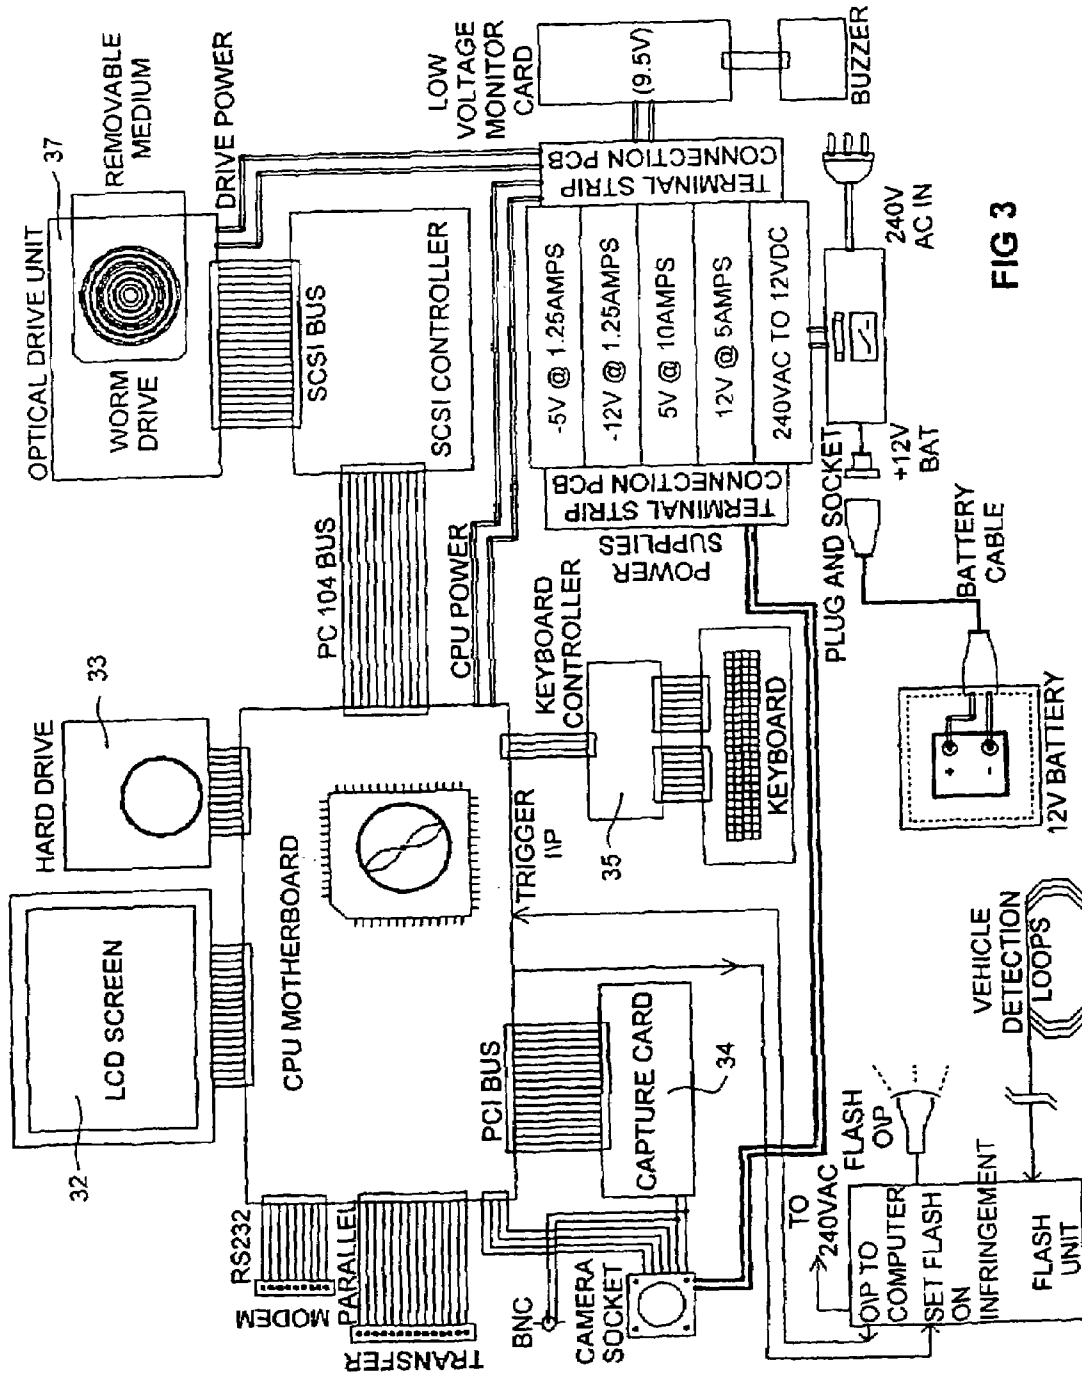 OPTICAL DRIVE UNIT
37
REMOVABLE
MEDIUM
WORM
DRIVE
DRIVE POWER
SCSI BUS
SCSI CONTROLLER
LOW
VOLTAGE
MONITOR
CARD
(9.5V)
BUZZER
HARD DRIVE
33
PC 104 BUS
CPU POWER
LCD SCREEN
32
CPU MOTHERBOARD
RS232
MODEM
PARALLEL
TRANSFER
PCI BUS
CAPTURE CARD
34
BNC
CAMERA
SOCKET
TRIGGER
I\P
KEYBOARD
CONTROLLER
35
KEYBOARD
POWER
SUPPLIES
TERMINAL STRIP
CONNECTION PCB
-5V @ 1.25AMPS
-12V @ 1.25AMPS
5V @ 10AMPS
12V @ 5AMPS
240VAC TO 12VDC
TERMINAL STRIP
CONNECTION PCB
240V
AC IN
+12V
BAT
PLUG AND SOCKET
BATTERY
CABLE
+
-
12V BATTERY
VEHICLE
DETECTION
LOOPS
FLASH
O\P
TO
240VAC
O\P TO
COMPUTER
SET FLASH
ON
INFRINGEMENT
FLASH
UNIT
FIG 3